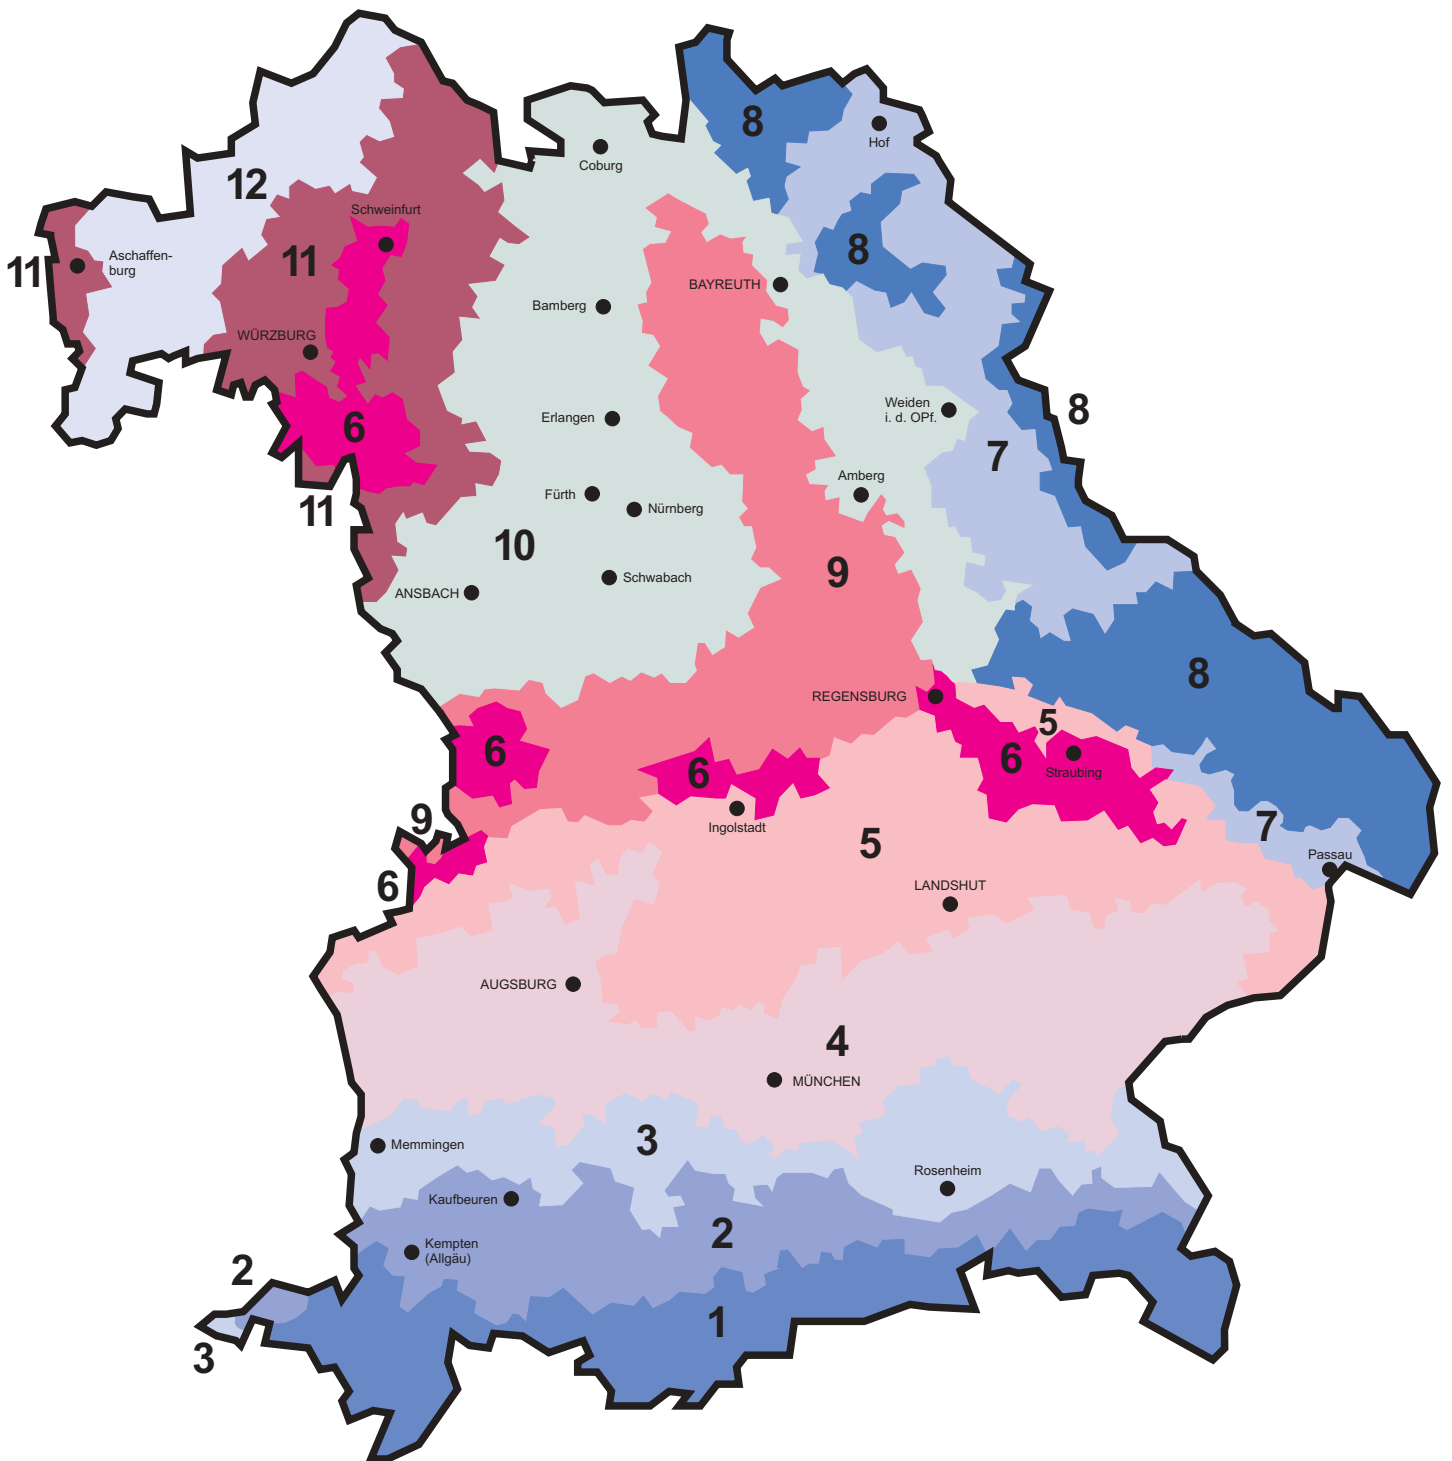 8
Hof
Coburg
12
Schweinfurt
11
8
Aschaffen-
burg
11
BAYREUTH
Bamberg
WÜRZBURG
Weiden
i. d. OPf.
8
Erlangen
6
7
Amberg
Fürth
Nürnberg
11
10
9
Schwabach
ANSBACH
8
REGENSBURG
5
6
6
6
Straubing
9
Ingolstadt
7
5
Passau
6
LANDSHUT
AUGSBURG
4
MÜNCHEN
3
Memmingen
Rosenheim
Kaufbeuren
2
Kempten
(Allgäu)
2
1
3